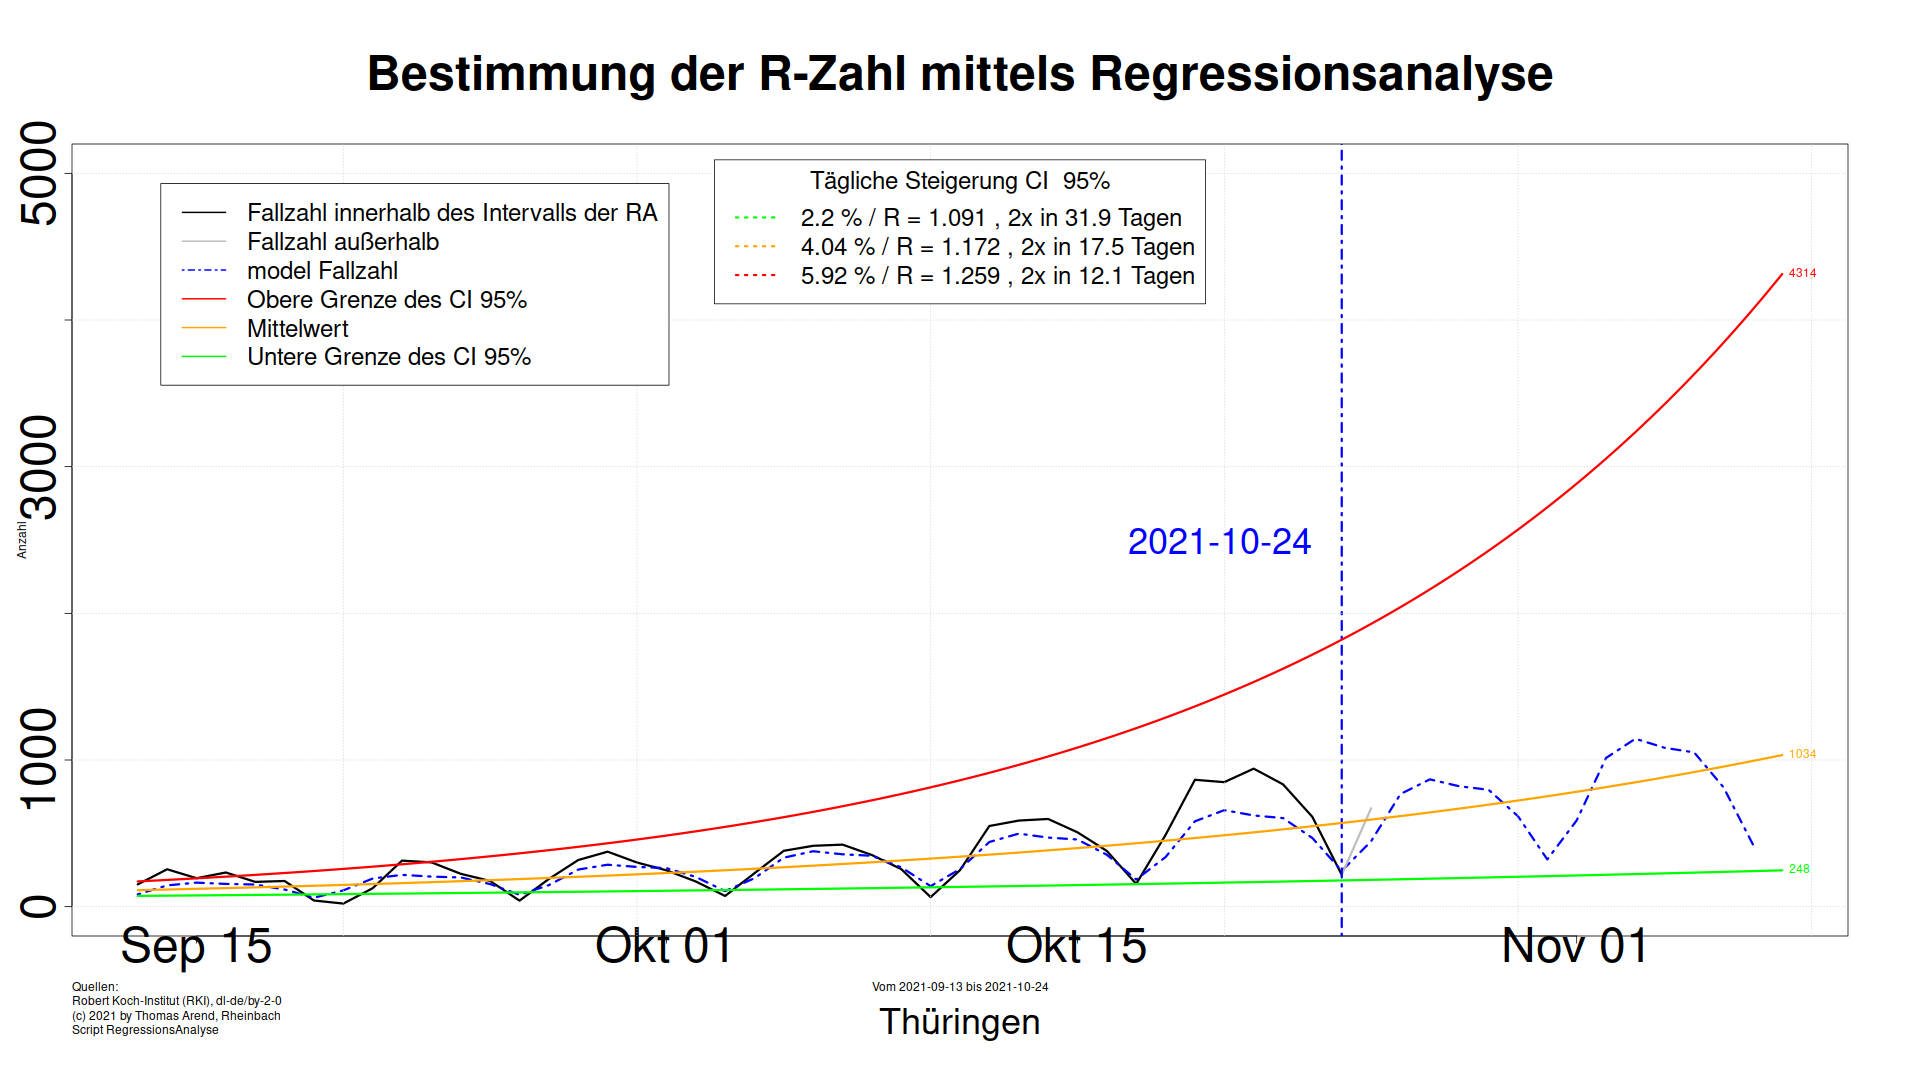 Bestimmung der R-Zahl mittels Regressionsanalyse
5000
3000
1000
0
Anzahl
Fallzahl innerhalb des Intervalls der RA
Fallzahl außerhalb
model Fallzahl
Obere Grenze des CI 95%
Mittelwert
Untere Grenze des CI 95%
Tägliche Steigerung CI 95%
2.2 % / R = 1.091 , 2x in 31.9 Tagen
4.04 % / R = 1.172 , 2x in 17.5 Tagen
5.92 % / R = 1.259 , 2x in 12.1 Tagen
4314
2021-10-24
1034
248
Sep 15
Okt 01
Okt 15
Nov 01
Quellen:
Robert Koch-Institut (RKI), dl-de/by-2-0
(c) 2021 by Thomas Arend, Rheinbach
Script RegressionsAnalyse
Vom 2021-09-13 bis 2021-10-24
Thüringen